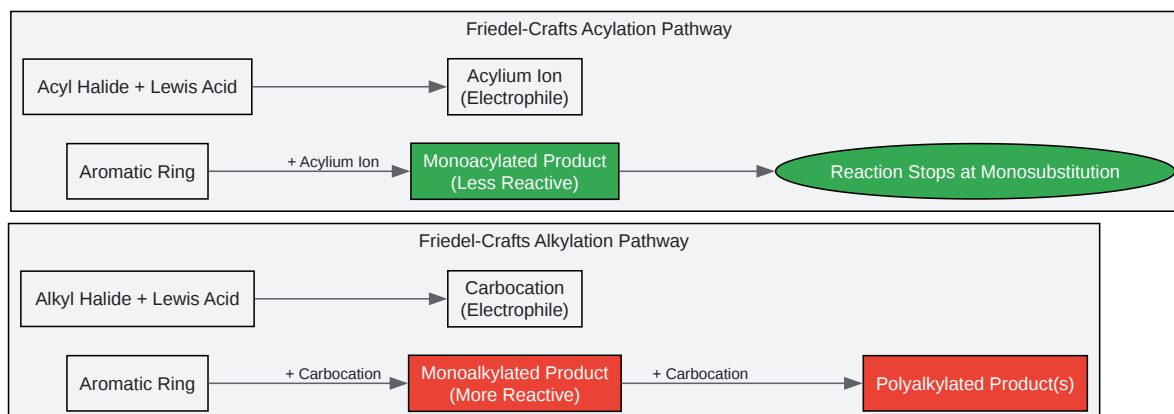 Friedel-Crafts Acylation Pathway
Acyl Halide + Lewis Acid
Acylium Ion
(Electrophile)
Aromatic Ring
+ Acylium Ion
Monoacylated Product
(Less Reactive)
Reaction Stops at Monosubstitution
Friedel-Crafts Alkylation Pathway
Alkyl Halide + Lewis Acid
Carbocation
(Electrophile)
Aromatic Ring
+ Carbocation
Monoalkylated Product
(More Reactive)
+ Carbocation
Polyalkylated Product(s)